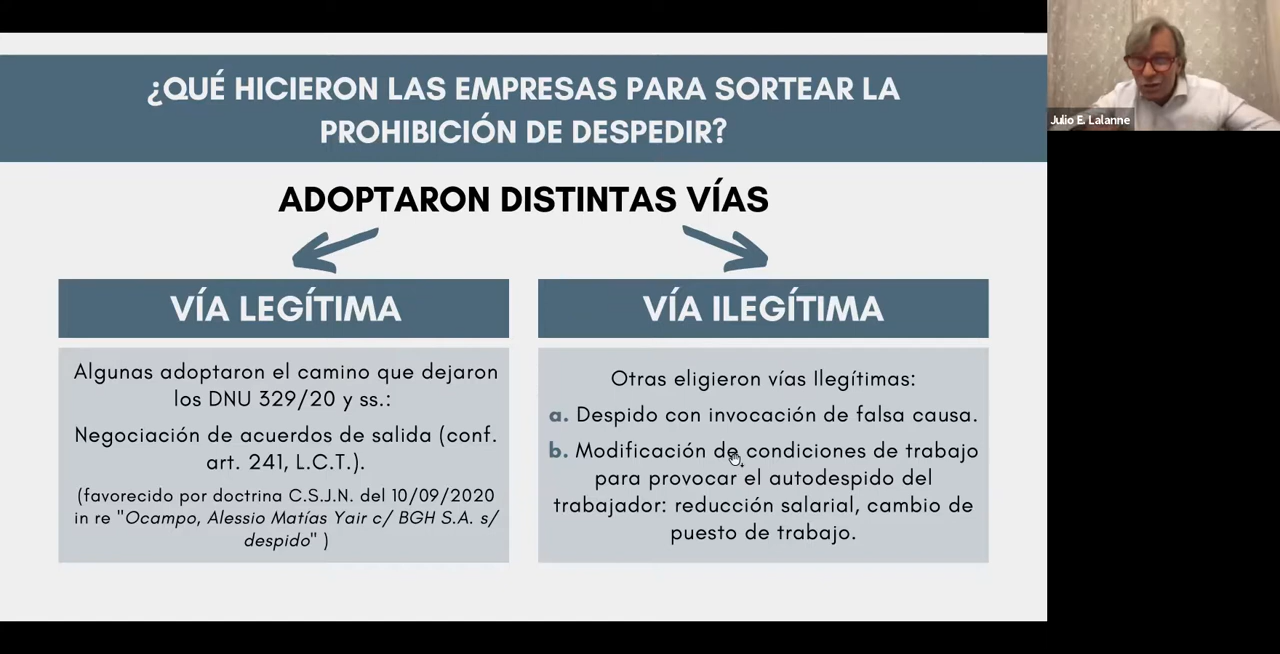 ¿QUÉ HICIERON LAS EMPRESAS PARA SORTEAR LA
PROHIBICIÓN DE DESPEDIR?
ADOPTARON DISTINTAS VÍAS
VÍA LEGÍTIMA
Algunas adoptaron el camino que dejaron
los DNU 329/20 y ss.:
Negociación de acuerdos de salida (conf.
art. 241, L.C.T.).
(favorecido por doctrina C.S.J.N. del 10/09/2020
in re "Ocampo, Alessio Matías Yair c/ BGH S.A. s/
despido" )
VÍA ILEGÍTIMA
Otras eligieron vías Ilegítimas:
a. Despido con invocación de falsa causa.
b. Modificación de condiciones de trabajo
para provocar el autodespido del
trabajador: reducción salarial, cambio de
puesto de trabajo.
Julio E. Lalanne